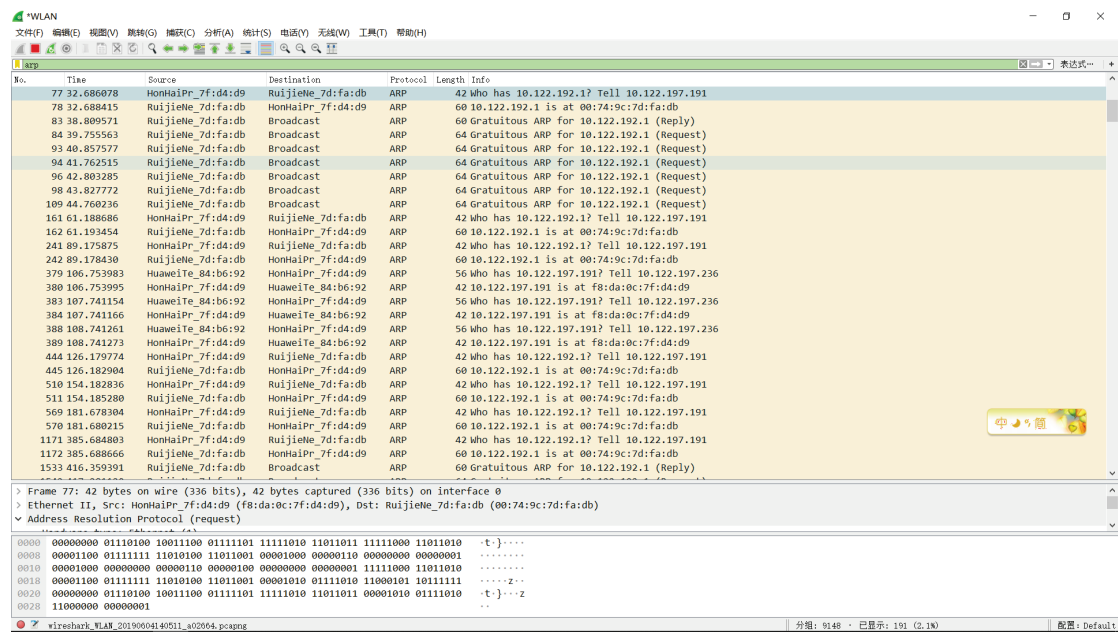 *WLAN
文件(F) 编辑(E) 视图(V) 跳转(G) 捕获(C) 分析(A) 统计(S) 电话(Y) 无线(W) 工具(T) 帮助(H)
arp 表达式… +
No. Time Source Destination Protocol Length Info
77 32.686078 HonHaiPr_7f:d4:d9 RuijieNe_7d:fa:db ARP 42 Who has 10.122.192.1? Tell 10.122.197.191
78 32.688415 RuijieNe_7d:fa:db HonHaiPr_7f:d4:d9 ARP 60 10.122.192.1 is at 00:74:9c:7d:fa:db
83 38.809571 RuijieNe_7d:fa:db Broadcast ARP 60 Gratuitous ARP for 10.122.192.1 (Reply)
84 39.755563 RuijieNe_7d:fa:db Broadcast ARP 64 Gratuitous ARP for 10.122.192.1 (Request)
93 40.857577 RuijieNe_7d:fa:db Broadcast ARP 64 Gratuitous ARP for 10.122.192.1 (Request)
94 41.762515 RuijieNe_7d:fa:db Broadcast ARP 64 Gratuitous ARP for 10.122.192.1 (Request)
96 42.803285 RuijieNe_7d:fa:db Broadcast ARP 64 Gratuitous ARP for 10.122.192.1 (Request)
98 43.827772 RuijieNe_7d:fa:db Broadcast ARP 64 Gratuitous ARP for 10.122.192.1 (Request)
109 44.760236 RuijieNe_7d:fa:db Broadcast ARP 64 Gratuitous ARP for 10.122.192.1 (Request)
161 61.188686 HonHaiPr_7f:d4:d9 RuijieNe_7d:fa:db ARP 42 Who has 10.122.192.1? Tell 10.122.197.191
162 61.193454 RuijieNe_7d:fa:db HonHaiPr_7f:d4:d9 ARP 60 10.122.192.1 is at 00:74:9c:7d:fa:db
241 89.175875 HonHaiPr_7f:d4:d9 RuijieNe_7d:fa:db ARP 42 Who has 10.122.192.1? Tell 10.122.197.191
242 89.178430 RuijieNe_7d:fa:db HonHaiPr_7f:d4:d9 ARP 60 10.122.192.1 is at 00:74:9c:7d:fa:db
379 106.753983 HuaweiTe_84:b6:92 HonHaiPr_7f:d4:d9 ARP 56 Who has 10.122.197.191? Tell 10.122.197.236
380 106.753995 HonHaiPr_7f:d4:d9 HuaweiTe_84:b6:92 ARP 42 10.122.197.191 is at f8:da:0c:7f:d4:d9
383 107.741154 HuaweiTe_84:b6:92 HonHaiPr_7f:d4:d9 ARP 56 Who has 10.122.197.191? Tell 10.122.197.236
384 107.741166 HonHaiPr_7f:d4:d9 HuaweiTe_84:b6:92 ARP 42 10.122.197.191 is at f8:da:0c:7f:d4:d9
388 108.741261 HuaweiTe_84:b6:92 HonHaiPr_7f:d4:d9 ARP 56 Who has 10.122.197.191? Tell 10.122.197.236
389 108.741273 HonHaiPr_7f:d4:d9 HuaweiTe_84:b6:92 ARP 42 10.122.197.191 is at f8:da:0c:7f:d4:d9
444 126.179774 HonHaiPr_7f:d4:d9 RuijieNe_7d:fa:db ARP 42 Who has 10.122.192.1? Tell 10.122.197.191
445 126.182904 RuijieNe_7d:fa:db HonHaiPr_7f:d4:d9 ARP 60 10.122.192.1 is at 00:74:9c:7d:fa:db
510 154.182836 HonHaiPr_7f:d4:d9 RuijieNe_7d:fa:db ARP 42 Who has 10.122.192.1? Tell 10.122.197.191
511 154.185280 RuijieNe_7d:fa:db HonHaiPr_7f:d4:d9 ARP 60 10.122.192.1 is at 00:74:9c:7d:fa:db
569 181.678304 HonHaiPr_7f:d4:d9 RuijieNe_7d:fa:db ARP 42 Who has 10.122.192.1? Tell 10.122.197.191
570 181.680215 RuijieNe_7d:fa:db HonHaiPr_7f:d4:d9 ARP 60 10.122.192.1 is at 00:74:9c:7d:fa:db
1171 385.684803 HonHaiPr_7f:d4:d9 RuijieNe_7d:fa:db ARP 42 Who has 10.122.192.1? Tell 10.122.197.191
1172 385.688666 RuijieNe_7d:fa:db HonHaiPr_7f:d4:d9 ARP 60 10.122.192.1 is at 00:74:9c:7d:fa:db
1533 416.359391 RuijieNe_7d:fa:db Broadcast ARP 60 Gratuitous ARP for 10.122.192.1 (Reply)
中 简
Frame 77: 42 bytes on wire (336 bits), 42 bytes captured (336 bits) on interface 0
Ethernet II, Src: HonHaiPr_7f:d4:d9 (f8:da:0c:7f:d4:d9), Dst: RuijieNe_7d:fa:db (00:74:9c:7d:fa:db)
Address Resolution Protocol (request)
0000 00000000 01110100 10011100 01111101 11111010 11011011 11111000 11011010 ·t·}····
0008 00001100 01111111 11010100 11011001 00001000 00000110 00000000 00000001 ········
0010 00001000 00000000 00000110 00000100 00000000 00000001 11111000 11011010 ········
0018 00001100 01111111 11010100 11011001 00001010 01111010 11000101 10111111 ·····z··
0020 00000000 01110100 10011100 01111101 11111010 11011011 00001010 01111010 ·t·}···z
0028 11000000 00000001 ··
wireshark_WLAN_20190604140511_a02664.pcapng 分组: 9148 · 已显示: 191 (2.1%) 配置: Default